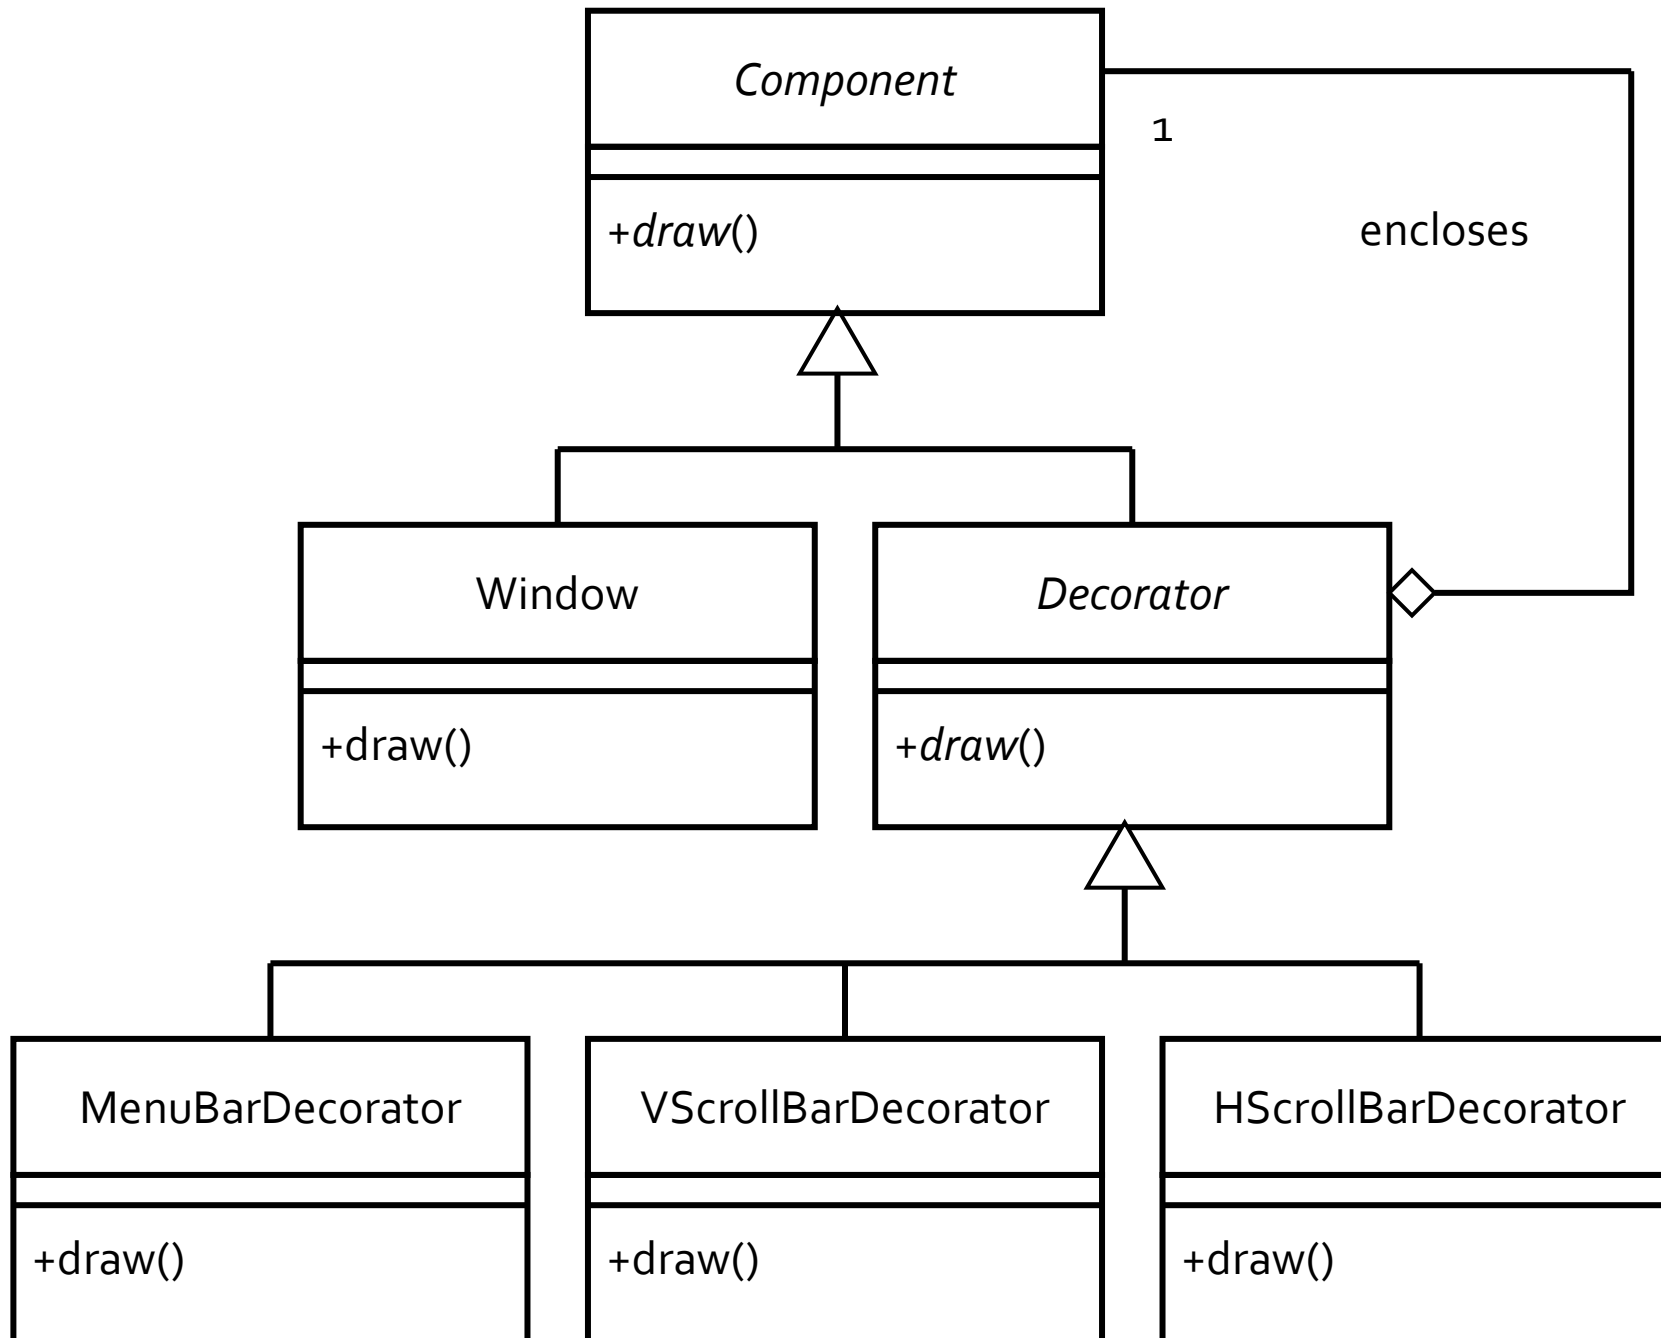 Component
1
+draw()
encloses
Window
Decorator
+draw()
+draw()
MenuBarDecorator
VScrollBarDecorator
HScrollBarDecorator
+draw()
+draw()
+draw()